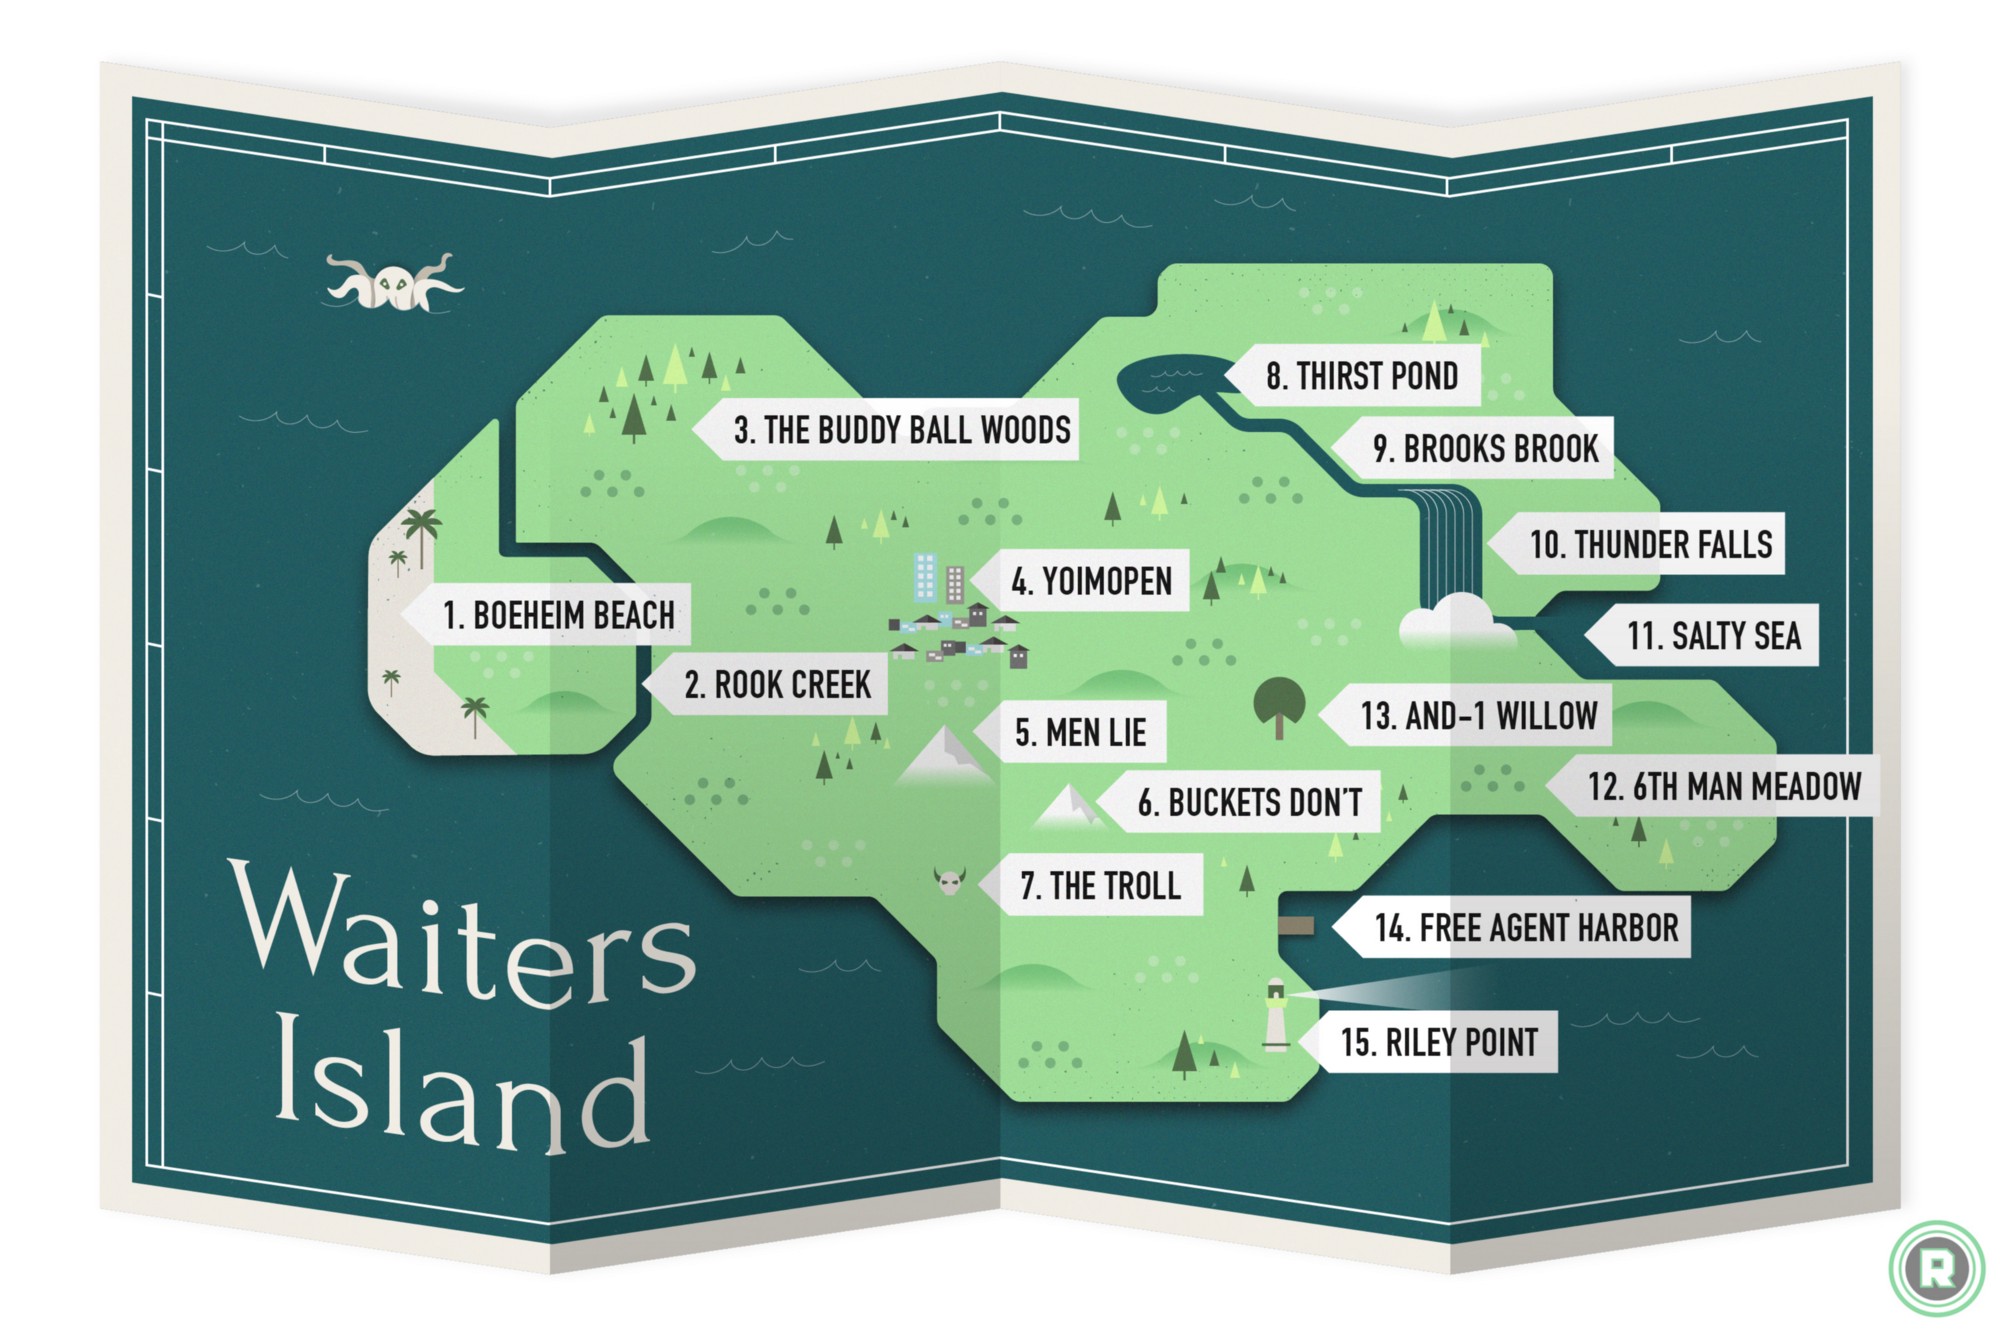 8. THIRST POND
3. THE BUDDY BALL WOODS
9. BROOKS BROOK
10. THUNDER FALLS
4. YOIMOPEN
1. BOEHEIM BEACH
11. SALTY SEA
2. ROOK CREEK
13. AND-1 WILLOW
5. MEN LIE
12. 6TH MAN MEADOW
6. BUCKETS DON'T
7. THE TROLL
14. FREE AGENT HARBOR
Waiters
Island
15. RILEY POINT
R